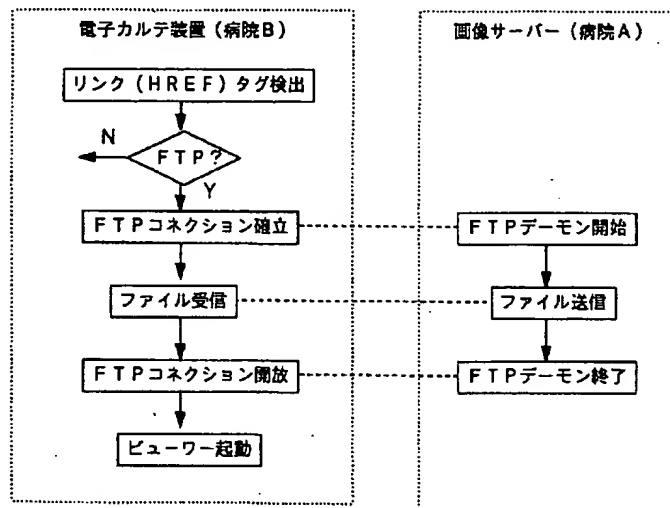 電子カルテ装置（病院B）
リンク（HREF）タグ検出
N
FTP?
Y
FTPコネクション確立
ファイル受信
FTPコネクション開放
ビューワー起動
画像サーバー（病院A）
FTPデーモン開始
ファイル送信
FTPデーモン終了